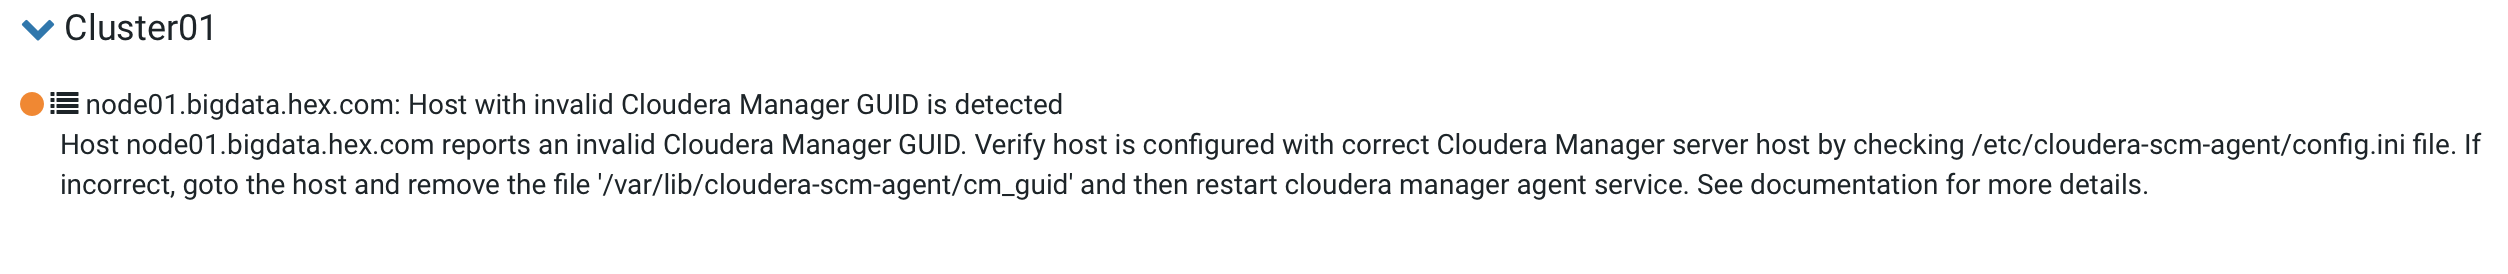 Cluster01
node01.bigdata.hex.com: Host with invalid Cloudera Manager GUID is detected
Host node01.bigdata.hex.com reports an invalid Cloudera Manager GUID. Verify host is configured with correct Cloudera Manager server host by checking /etc/cloudera-scm-agent/config.ini file. If
incorrect, goto the host and remove the file '/var/lib/cloudera-scm-agent/cm_guid' and then restart cloudera manager agent service. See documentation for more details.